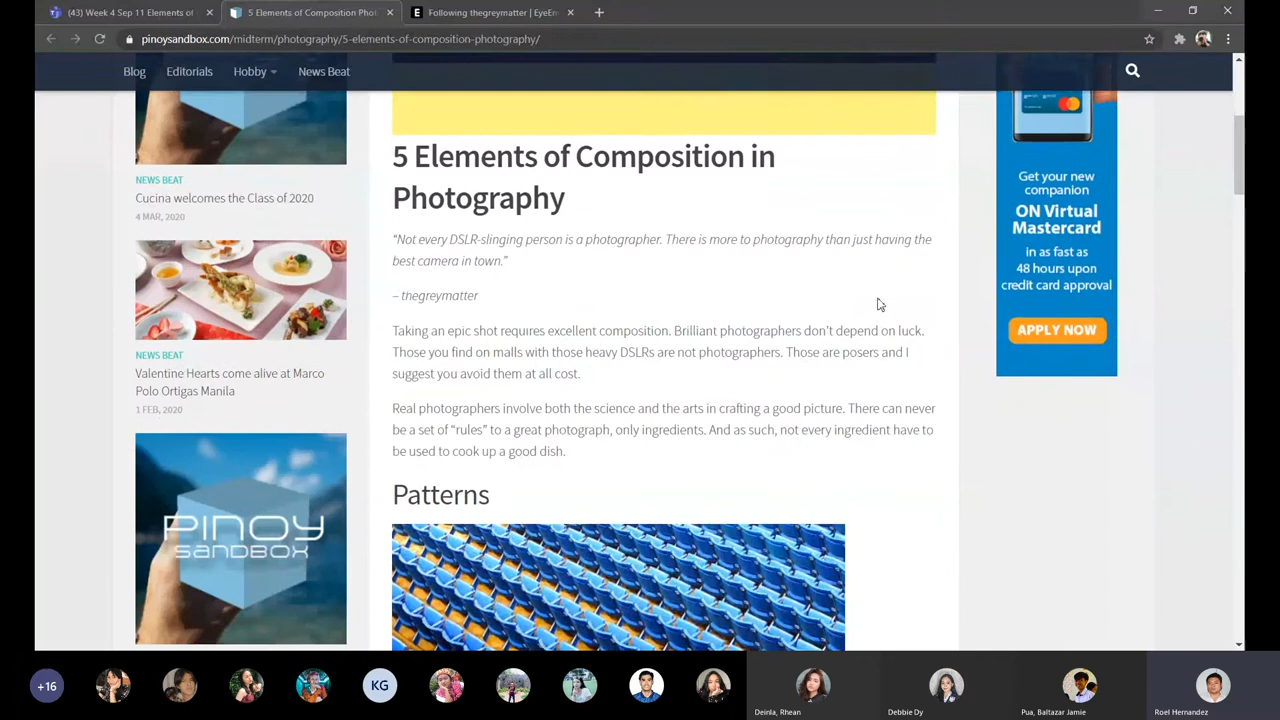 (43) Week 4 Sep 11 Elements of
5 Elements of Composition Phot
Following thegreymatter | EyeEm
pinoysandbox.com/midterm/photography/5-elements-of-composition-photography/
Blog
Editorials
Hobby
News Beat
NEWS BEAT
Cucina welcomes the Class of 2020
4 MAR, 2020
NEWS BEAT
Valentine Hearts come alive at Marco
Polo Ortigas Manila
1 FEB, 2020
PINOY
SANDBOX
5 Elements of Composition in
Photography
“Not every DSLR-slinging person is a photographer. There is more to photography than just having the
best camera in town.”
– thegreymatter
Taking an epic shot requires excellent composition. Brilliant photographers don’t depend on luck.
Those you find on malls with those heavy DSLRs are not photographers. Those are posers and I
suggest you avoid them at all cost.
Real photographers involve both the science and the arts in crafting a good picture. There can never
be a set of “rules” to a great photograph, only ingredients. And as such, not every ingredient have to
be used to cook up a good dish.
Patterns
Get your new
companion
ON Virtual
Mastercard
in as fast as
48 hours upon
credit card approval
APPLY NOW
+16
KG
Deinla, Rhean
Debbie Dy
Pua, Baltazar Jamie
Roel Hernandez